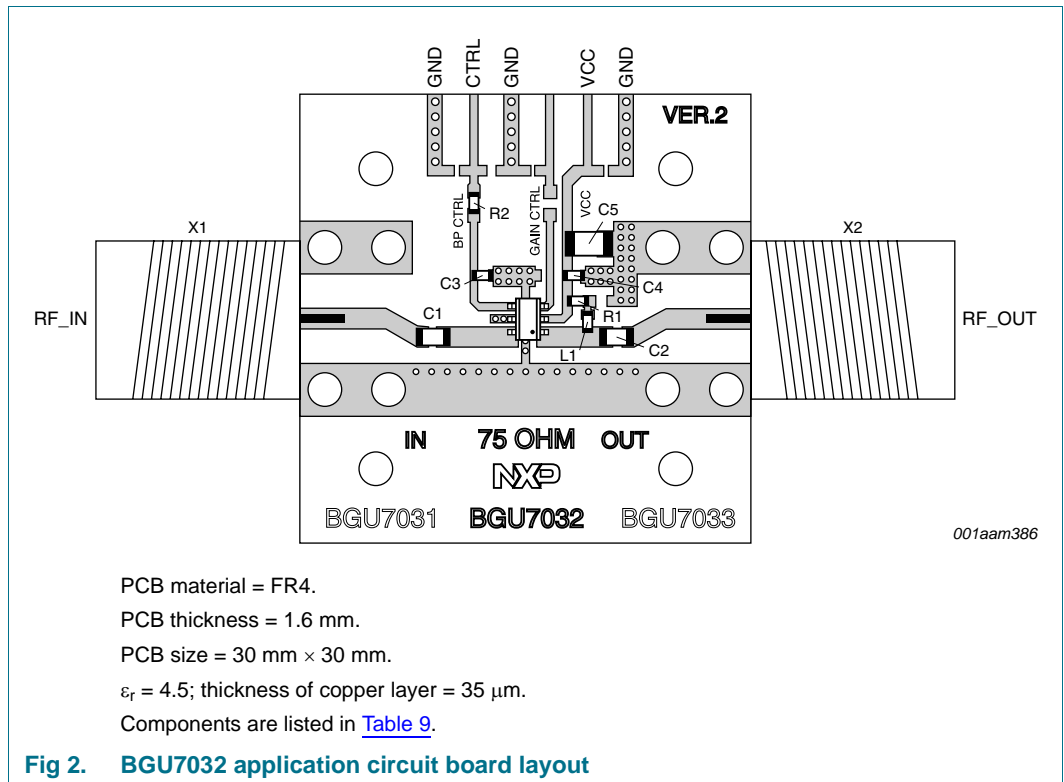 GND
CTRL
GND
VCC
GND
VER.2
BP CTRL
R2
GAIN CTRL
VCC
C5
X1
X2
C3
C4
RF_IN
C1
R1
RF_OUT
L1
C2
IN 75 OHM OUT
NXP
BGU7031 BGU7032 BGU7033
001aam386
PCB material = FR4.
PCB thickness = 1.6 mm.
PCB size = 30 mm × 30 mm.
εr = 4.5; thickness of copper layer = 35 μm.
Components are listed in Table 9.
Fig 2. BGU7032 application circuit board layout